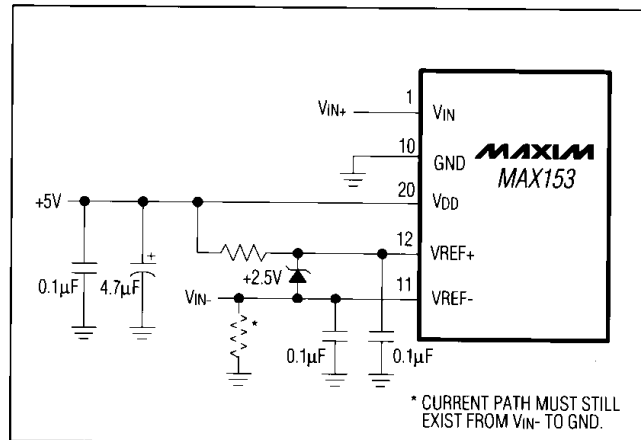 1
VIN+
VIN
10
GND
MAXIM
MAX153
20
+5V
VDD
12
VREF+
+2.5V
0.1µF
4.7µF
+
11
VIN-
VREF-
*
0.1µF
0.1µF
* CURRENT PATH MUST STILL
EXIST FROM VIN- TO GND.